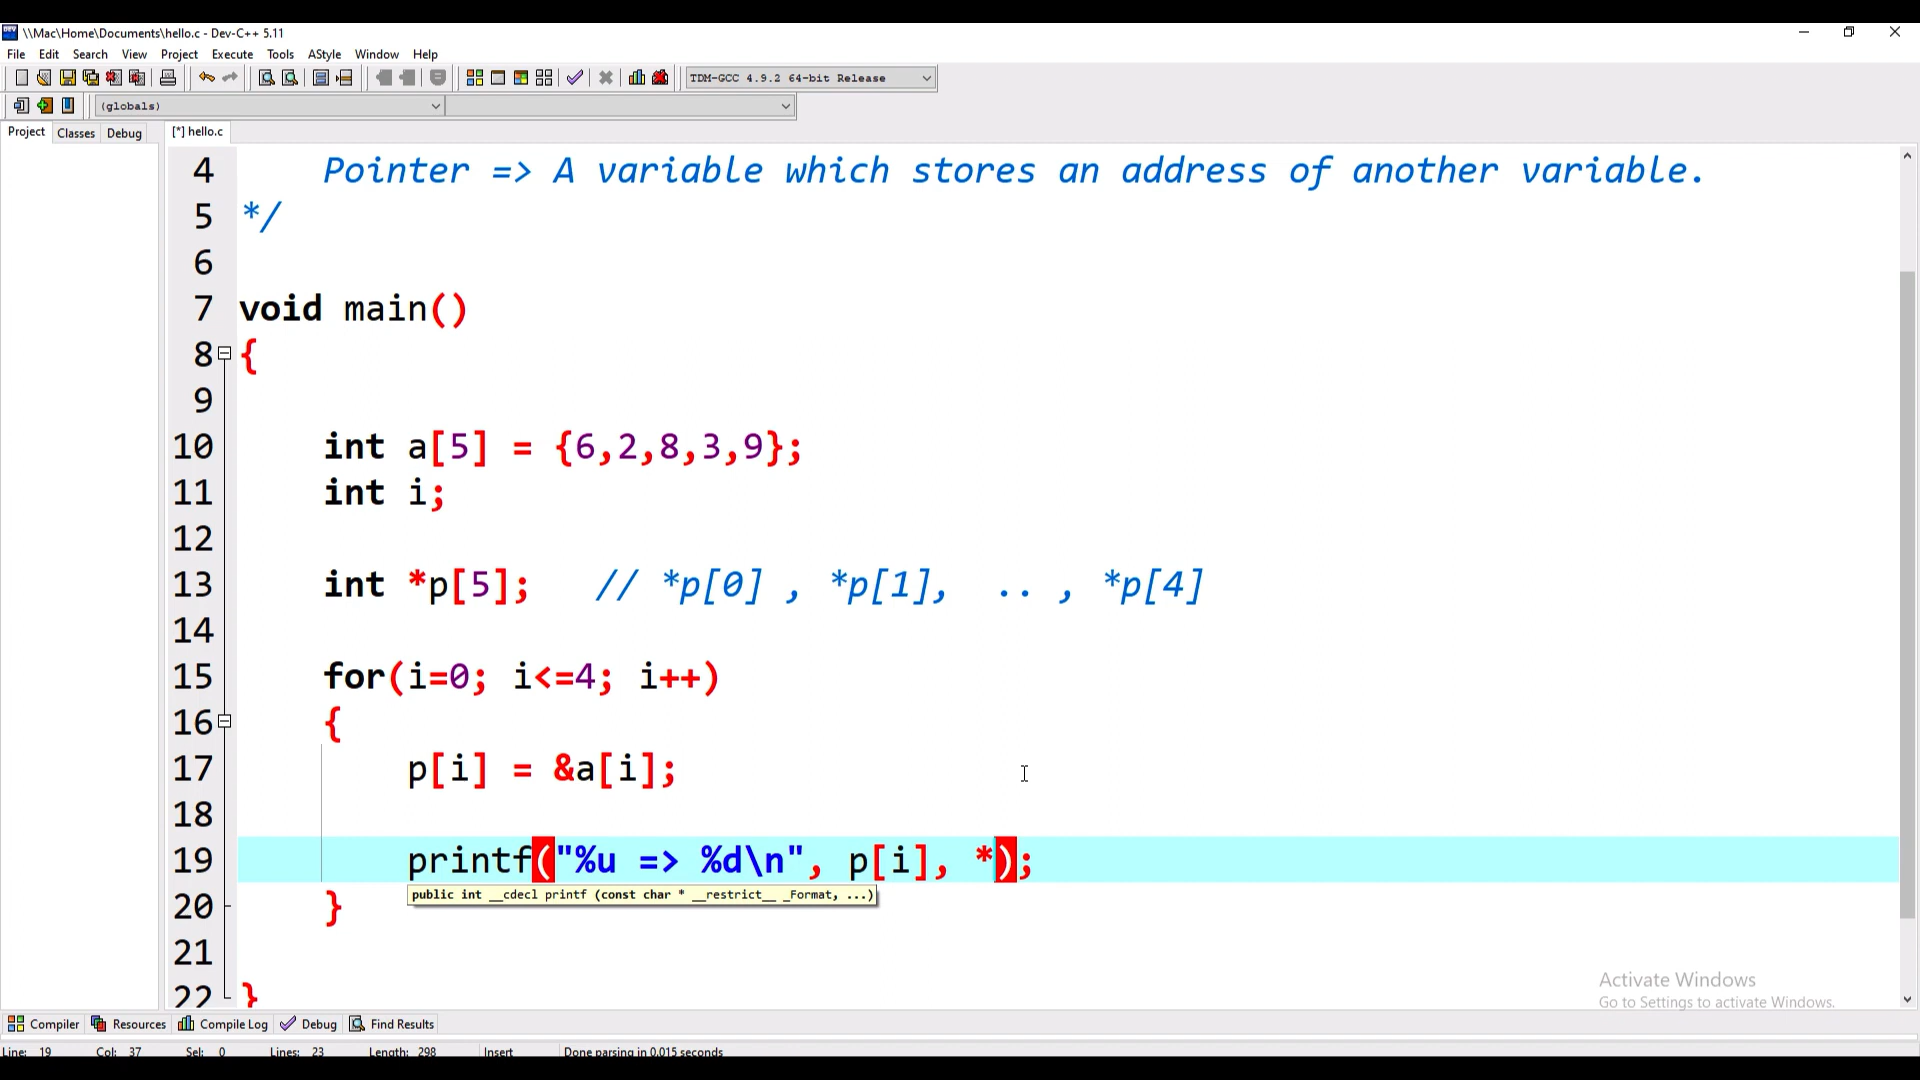 \\Mac\Home\Documents\hello.c - Dev-C++ 5.11
File Edit Search View Project Execute Tools AStyle Window Help
TDM-GCC 4.9.2 64-bit Release
(globals)
Project Classes Debug [*] hello.c
4 Pointer => A variable which stores an address of another variable.
5 */
6
7 void main()
8 {
9
10 int a[5] = {6,2,8,3,9};
11 int i;
12
13 int *p[5]; // *p[0] , *p[1], .. , *p[4]
14
15 for(i=0; i<=4; i++)
16 {
17 p[i] = &a[i];
18
19 printf("%u => %d\n", p[i], *);
public int __cdecl printf (const char * __restrict__ _Format, ...)
20 }
21
22 }
Activate Windows
Go to Settings to activate Windows.
Compiler Resources Compile Log Debug Find Results
Line: 19 Col: 37 Sel: 0 Lines: 23 Length: 298 Insert Done parsing in 0.015 seconds